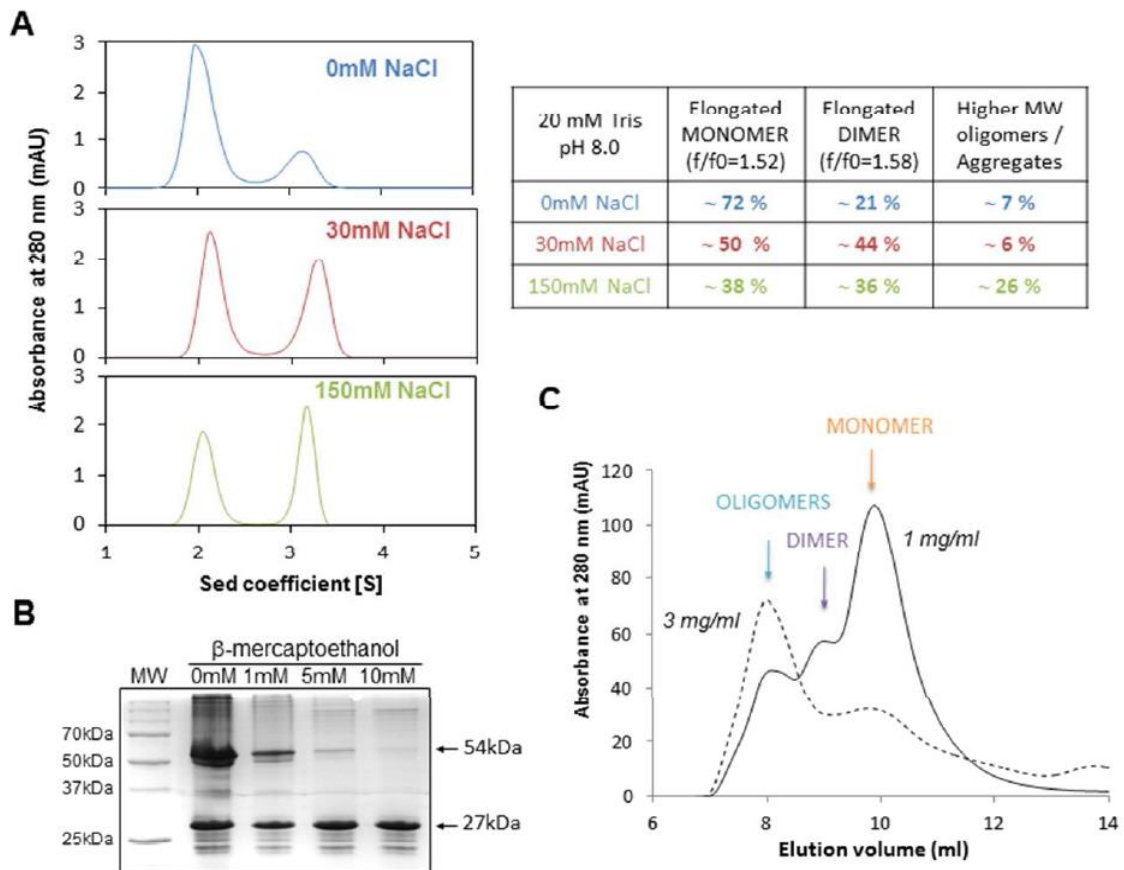 A
Absorbance at 280 nm (mAU)
3
2
1
0
0mM NaCl
3
2
1
0
30mM NaCl
3
2
1
0
150mM NaCl
1 2 3 4 5
Sed coefficient [S]
20 mM Tris pH 8.0
Elongated MONOMER (f/f0=1.52)
Elongated DIMER (f/f0=1.58)
Higher MW oligomers / Aggregates
0mM NaCl ~ 72 % ~ 21 % ~ 7 %
30mM NaCl ~ 50 % ~ 44 % ~ 6 %
150mM NaCl ~ 38 % ~ 36 % ~ 26 %
B
β-mercaptoethanol
MW 0mM 1mM 5mM 10mM
70kDa
50kDa
37kDa
25kDa
54kDa
27kDa
C
Absorbance at 280 nm (mAU)
120
100
80
60
40
20
0
MONOMER
OLIGOMERS
DIMER
1 mg/ml
3 mg/ml
6 8 10 12 14
Elution volume (ml)